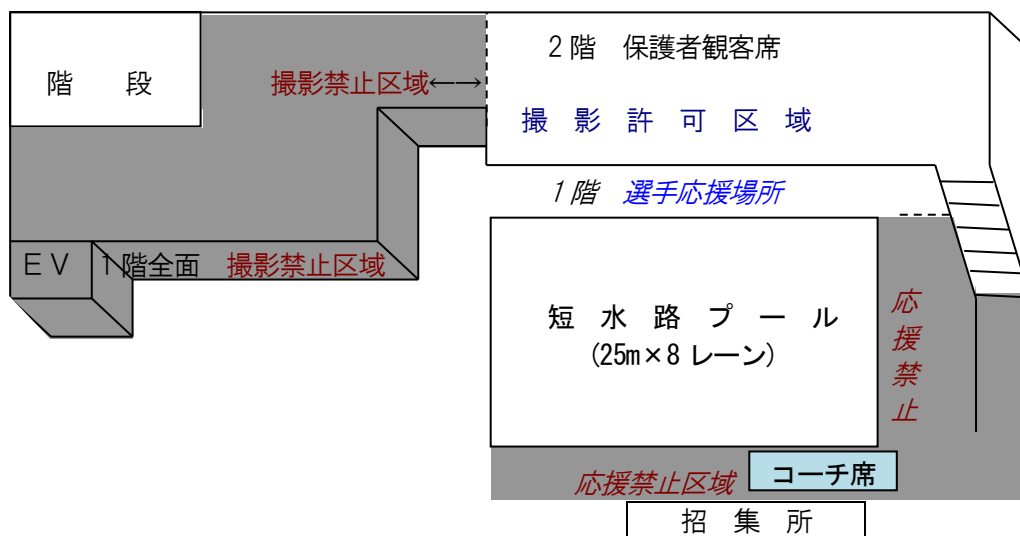 2階 保護者観客席
階 段
撮影禁止区域←→
撮 影 許 可 区 域
1階 選手応援場所
EV
1階全面 撮影禁止区域
短 水 路 プ ー ル
(25m×8レーン)
応援禁止
応援禁止区域
コーチ席
招 集 所